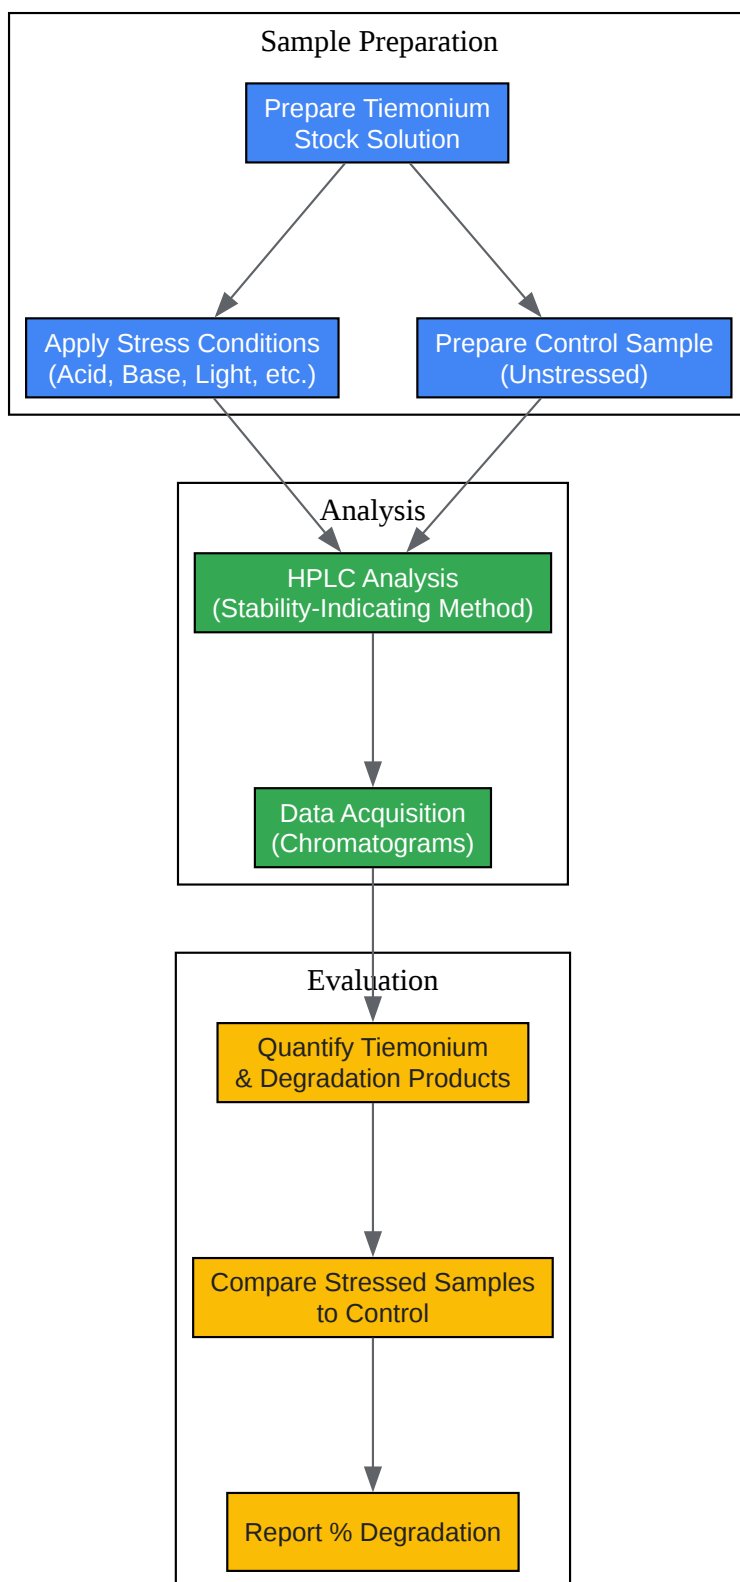 Sample Preparation
Prepare Tiemonium
Stock Solution
Apply Stress Conditions
(Acid, Base, Light, etc.)
Prepare Control Sample
(Unstressed)
Analysis
HPLC Analysis
(Stability-Indicating Method)
Data Acquisition
(Chromatograms)
Evaluation
Quantify Tiemonium
& Degradation Products
Compare Stressed Samples
to Control
Report % Degradation